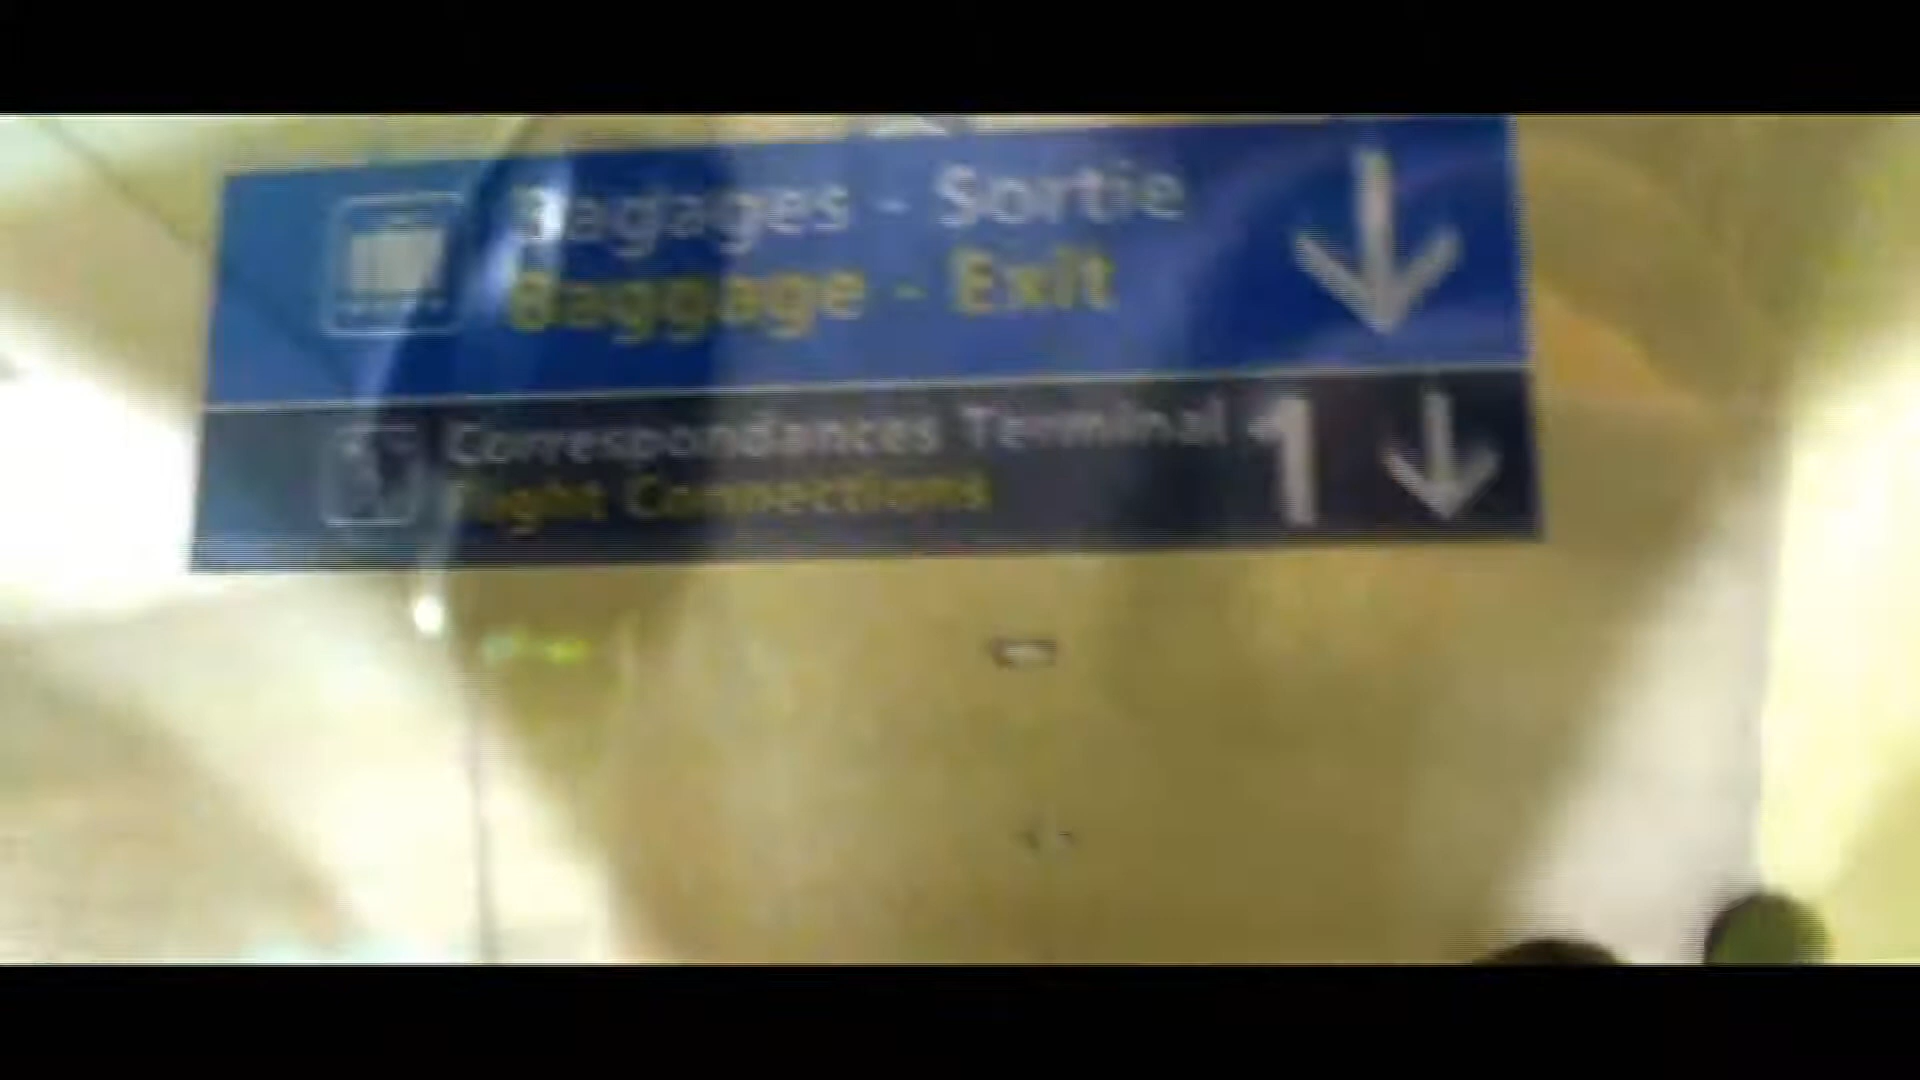 Bagages - Sortie
Baggage - Exit
Correspondances Terminal 1
Flight Connections